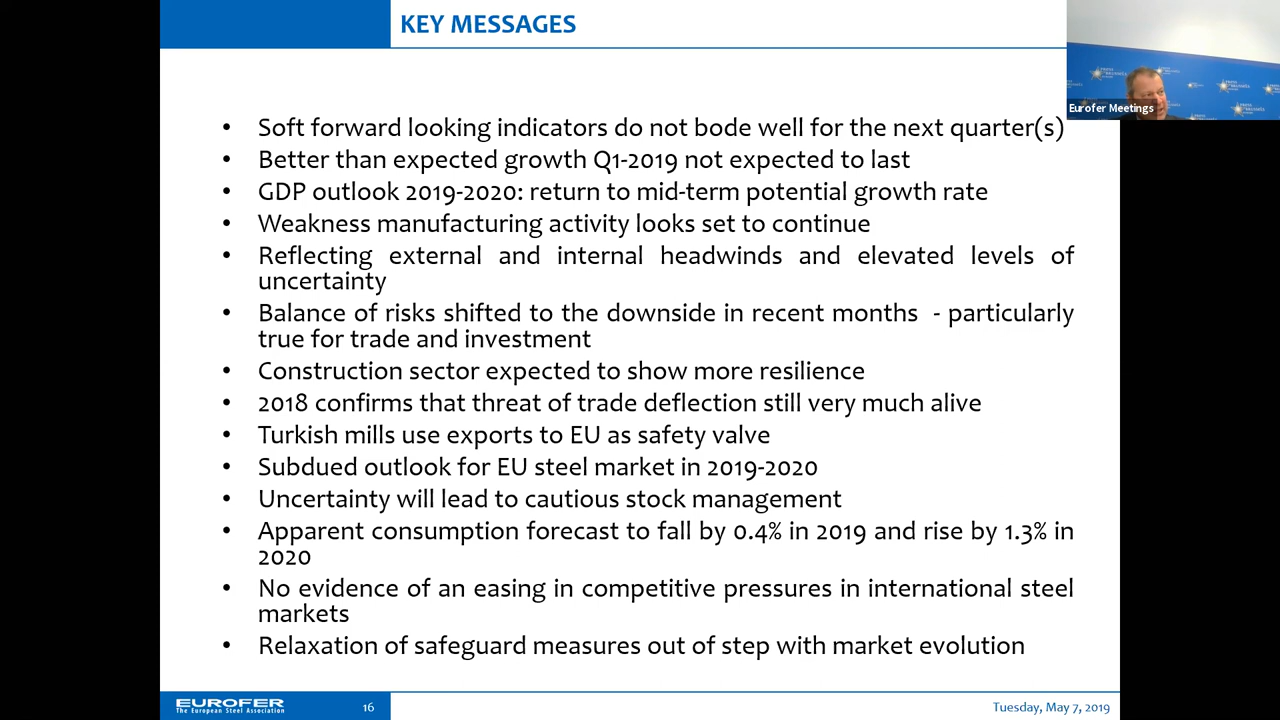 KEY MESSAGES
Eurofer Meetings
• Soft forward looking indicators do not bode well for the next quarter(s)
• Better than expected growth Q1-2019 not expected to last
• GDP outlook 2019-2020: return to mid-term potential growth rate
• Weakness manufacturing activity looks set to continue
• Reflecting external and internal headwinds and elevated levels of
uncertainty
• Balance of risks shifted to the downside in recent months - particularly
true for trade and investment
• Construction sector expected to show more resilience
• 2018 confirms that threat of trade deflection still very much alive
• Turkish mills use exports to EU as safety valve
• Subdued outlook for EU steel market in 2019-2020
• Uncertainty will lead to cautious stock management
• Apparent consumption forecast to fall by 0.4% in 2019 and rise by 1.3% in
2020
• No evidence of an easing in competitive pressures in international steel
markets
• Relaxation of safeguard measures out of step with market evolution
EUROFER
The European Steel Association
16
Tuesday, May 7, 2019